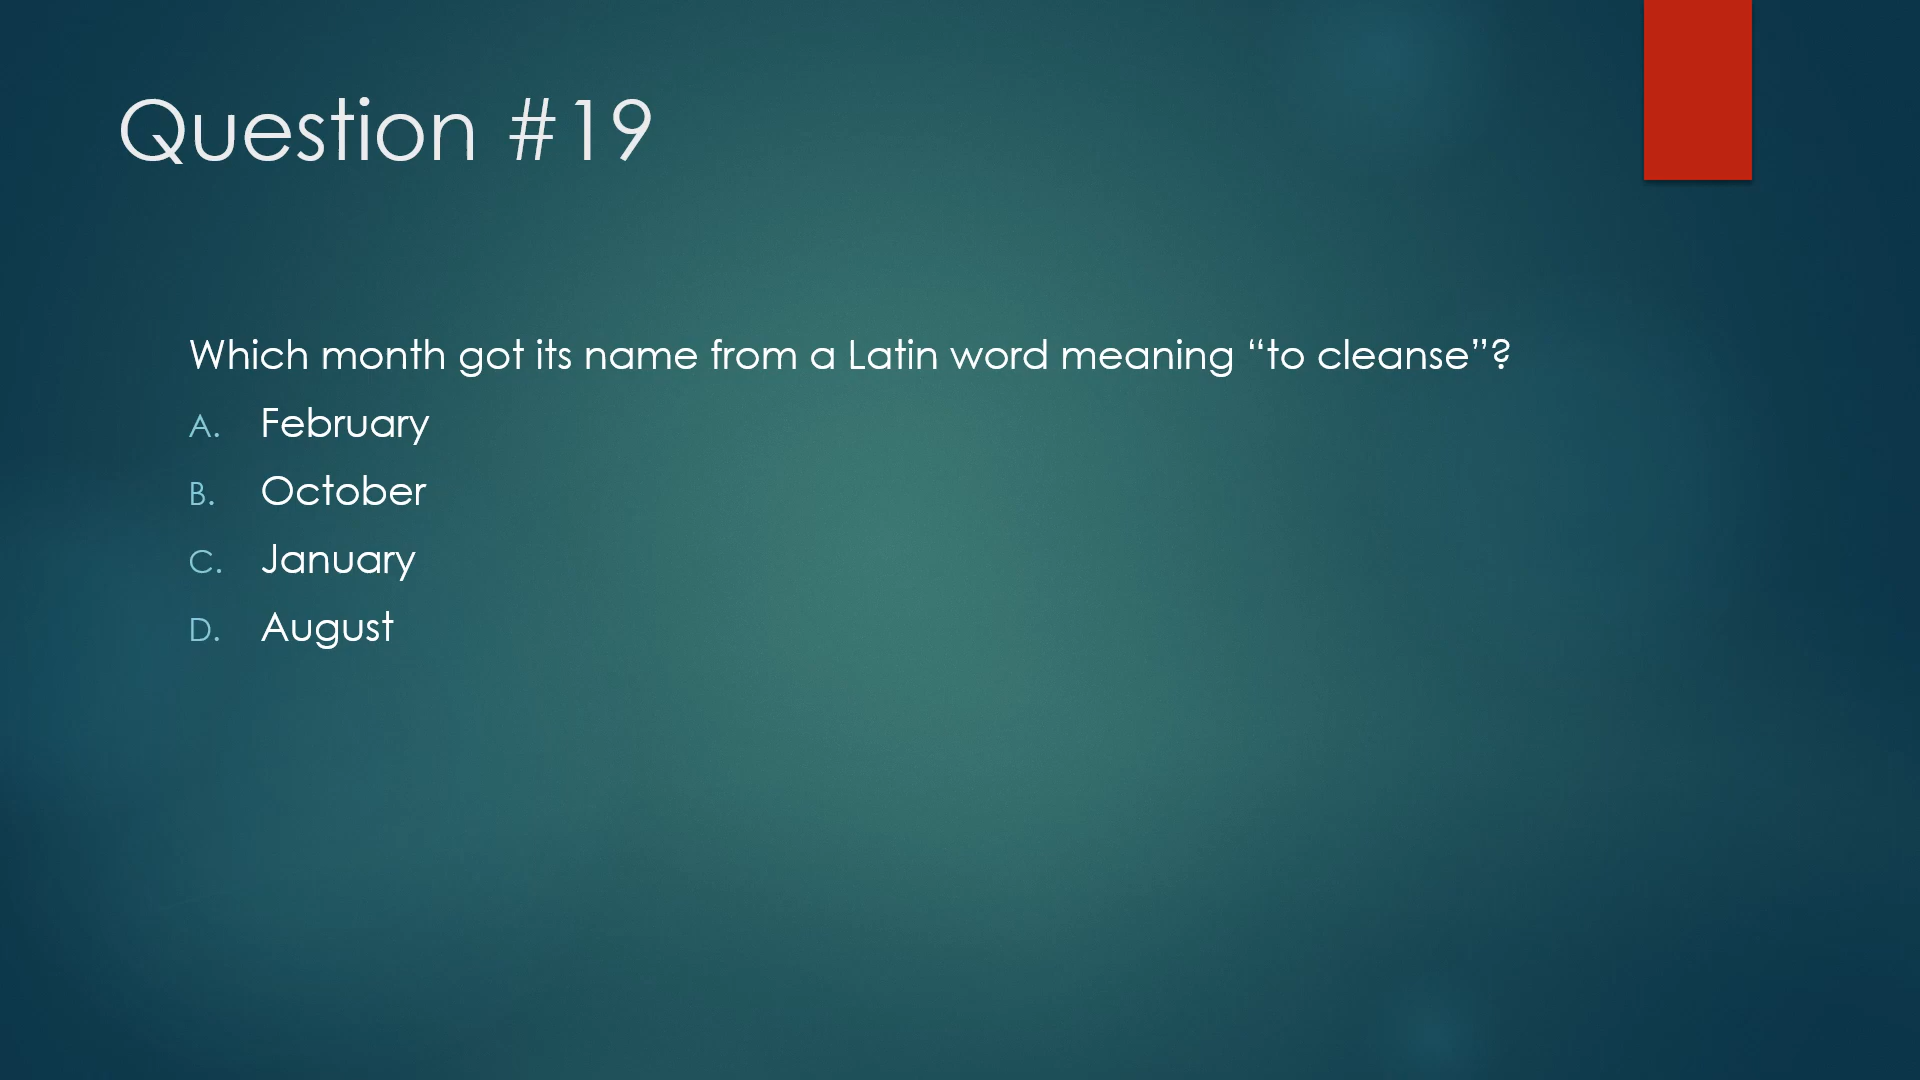 Question #19
Which month got its name from a Latin word meaning “to cleanse”?
A. February
B. October
C. January
D. August